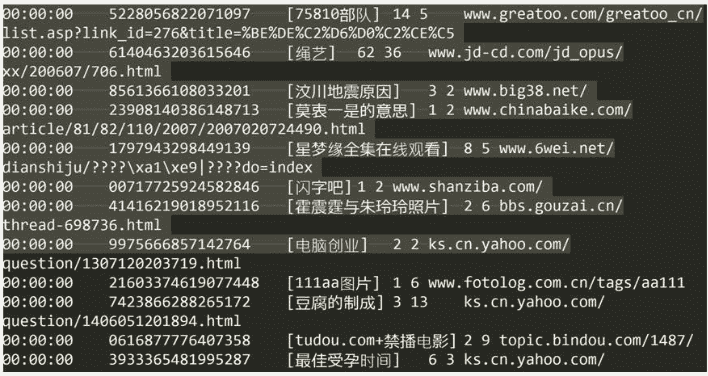 00:00:00 5228056822071097 [75810部队] 14 5 www.greatoo.com/greatoo_cn/
list.asp?link_id=276&title=%BE%DE%C2%D6%D0%C2%CE%C5
00:00:00 6140463203615646 [绳艺] 62 36 www.jd-cd.com/jd_opus/
xx/200607/706.html
00:00:00 8561366108033201 [汶川地震原因] 3 2 www.big38.net/
00:00:00 23908140386148713 [莫衷一是的意思] 1 2 www.chinabaike.com/
article/81/82/110/2007/2007020724490.html
00:00:00 1797943298449139 [星梦缘全集在线观看] 8 5 www.6wei.net/
dianshiju/????\xa1\xe9|????do=index
00:00:00 00717725924582846 [闪字吧] 1 2 www.shanziba.com/
00:00:00 41416219018952116 [霍震霆与朱玲玲照片] 2 6 bbs.gouzai.cn/
thread-698736.html
00:00:00 9975666857142764 [电脑创业] 2 2 ks.cn.yahoo.com/
question/1307120203719.html
00:00:00 21603374619077448 [111aa图片] 1 6 www.fotolog.com.cn/tags/aa111
00:00:00 7423866288265172 [豆腐的制成] 3 13 ks.cn.yahoo.com/
question/1406051201894.html
00:00:00 0616877776407358 [tudou.com+禁播电影] 2 9 topic.bindou.com/1487/
00:00:00 3933365481995287 [最佳受孕时间] 6 3 ks.cn.yahoo.com/